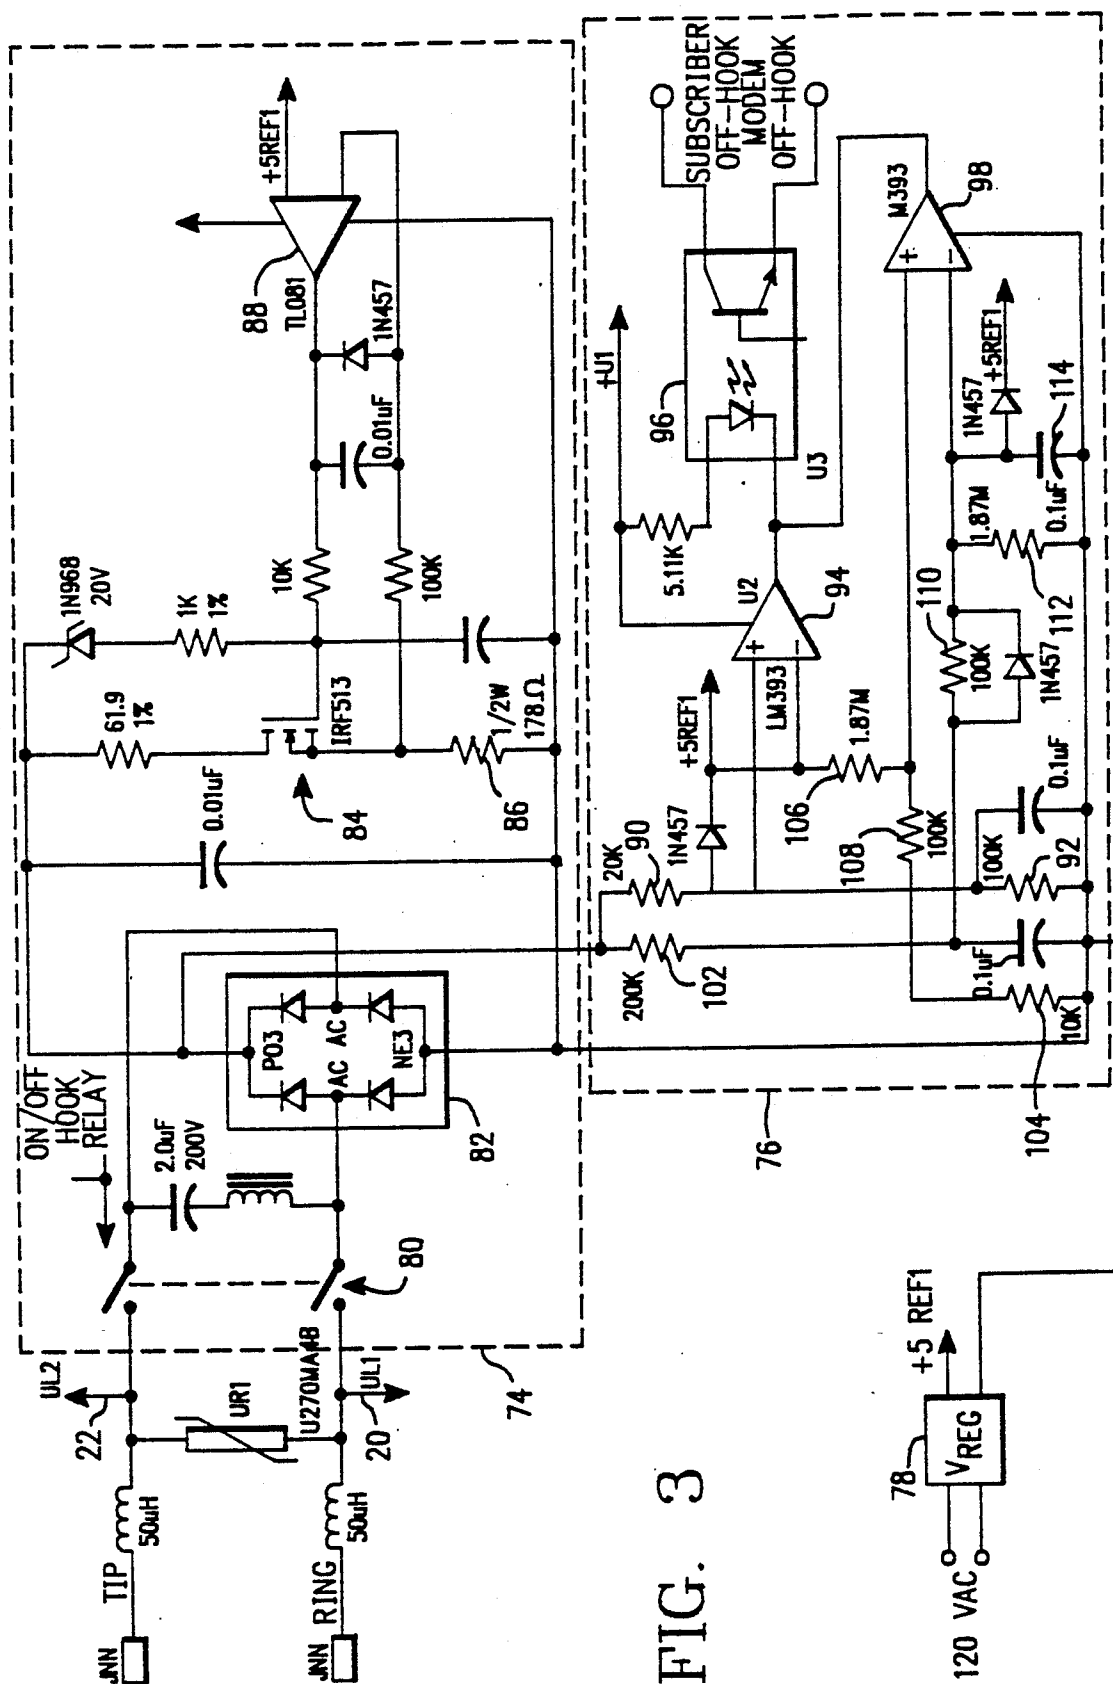 JNN
TIP
50uH
22
UL2
UR1
U270MA4B
JNN
RING
50uH
20
UL1
74
ON/OFF
HOOK
RELAY
80
2.0uF
200V
82
PO3
AC
AC
NE3
0.01uF
61.9
1%
84
IRF513
86
1/2W
178Ω
1N968
20V
1K
1%
10K
100K
0.01uF
1N457
88
TL081
+5REF1
76
200K
102
20K
90
1N457
+5REF1
LM393
U2
94
5.11K
+U1
96
U3
SUBSCRIBER
OFF-HOOK
MODEM
OFF-HOOK
106
1.87M
108
100K
M393
98
+
-
+
-
104
10K
0.1uF
100K
92
0.1uF
110
100K
1N457
1.87M
112
0.1uF
114
1N457
+5REF1
FIG. 3
120 VAC
78
VREG
+5 REF1